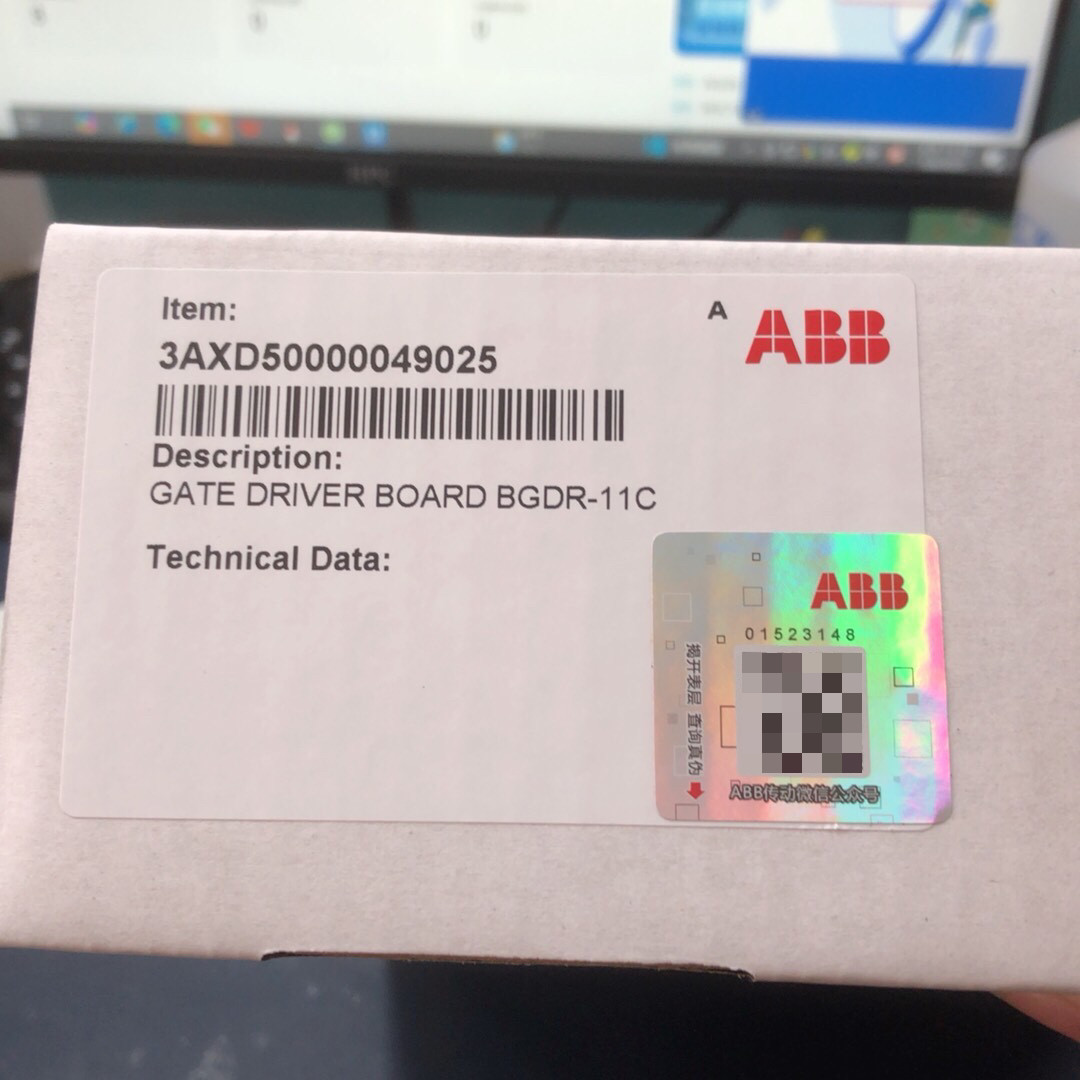 Item:
A
ABB
3AXD50000049025
Description:
GATE DRIVER BOARD BGDR-11C
Technical Data:
ABB
01523148
揭开表层 查询真伪
ABB传动微信公众号